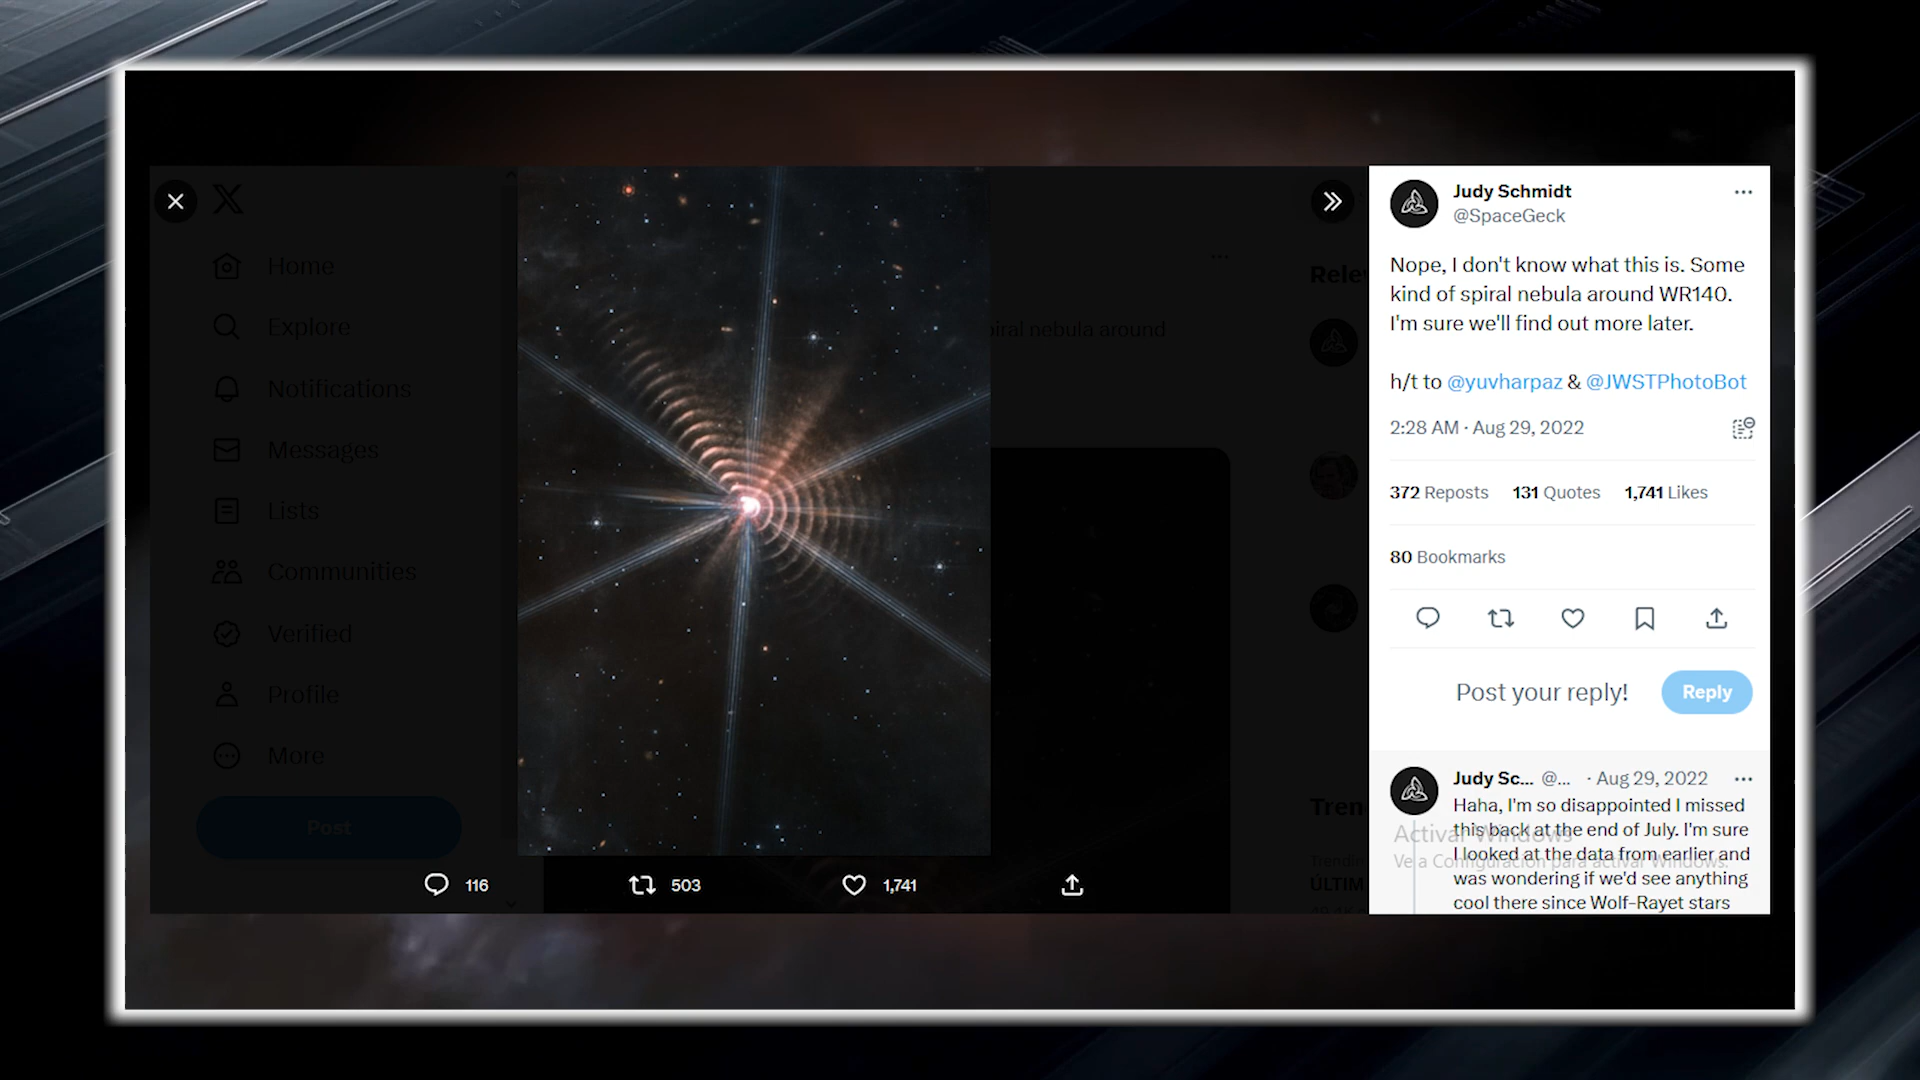 Home
Explore
Notifications
Messages
Lists
Communities
Verified
Profile
More
Post
iral nebula around
Rele
Tren
Trendi
ÚLTIM
116
503
1,741
Judy Schmidt
@SpaceGeck
Nope, I don't know what this is. Some
kind of spiral nebula around WR140.
I'm sure we'll find out more later.
h/t to @yuvharpaz & @JWSTPhotoBot
2:28 AM · Aug 29, 2022
372 Reposts 131 Quotes 1,741 Likes
80 Bookmarks
Post your reply!
Reply
Judy Sc... @... · Aug 29, 2022
Haha, I'm so disappointed I missed
this back at the end of July. I'm sure
I looked at the data from earlier and
was wondering if we'd see anything
cool there since Wolf-Rayet stars
Activar Windows
Ve a Configuración para activar Windows.